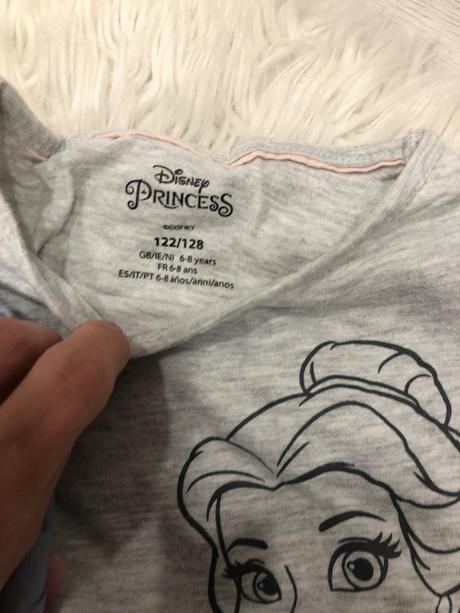 Disney
PRINCESS
©DISNEY
122/128
GB/IE/NI 6-8 years
FR 6-8 ans
ES/IT/PT 6-8 años/anni/anos